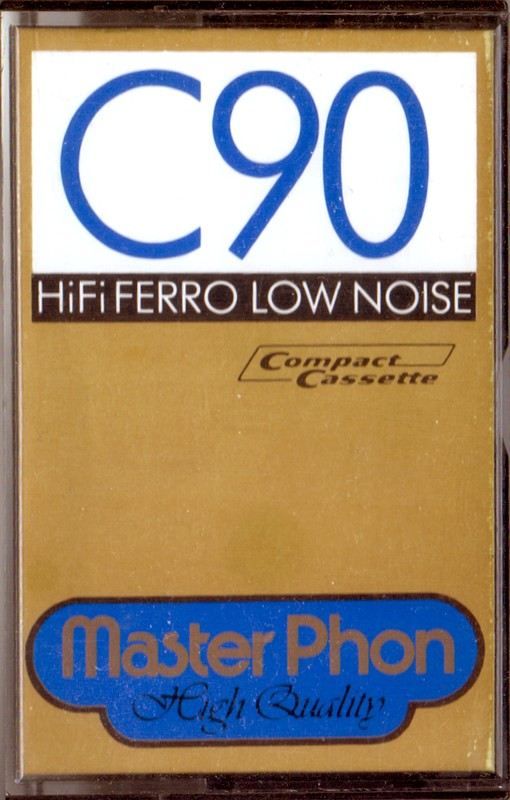 C90
HiFi FERRO LOW NOISE
Compact
Cassette
Master Phon
High Quality